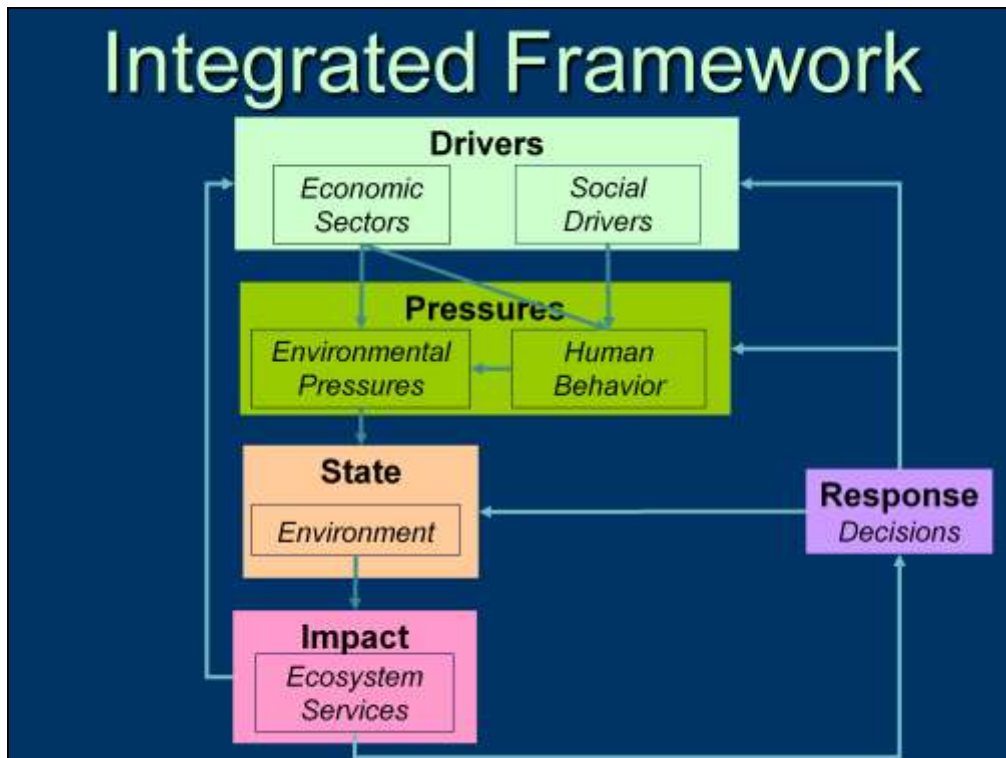 Integrated Framework
Drivers
Economic
Sectors
Social
Drivers
Pressures
Environmental
Pressures
Human
Behavior
State
Environment
Response
Decisions
Impact
Ecosystem
Services